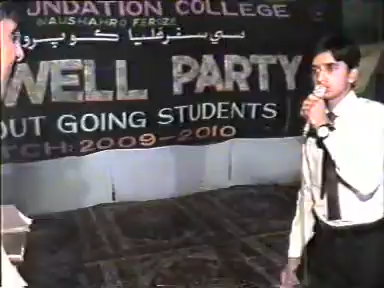 UNDATION COLLEGE
NAUSHAHRO FEROZE
WELL PARTY
OUT GOING STUDENTS
TCH: 2009-2010